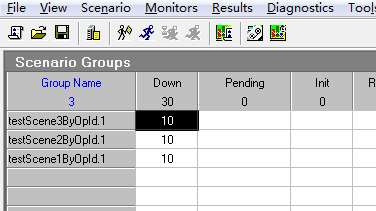 File View Scenario Monitors Results Diagnostics
Scenario Groups
Group Name Down Pending Init
3 30 0 0
testScene3ByOpId.1 10
testScene2ByOpId.1 10
testScene1ByOpId.1 10